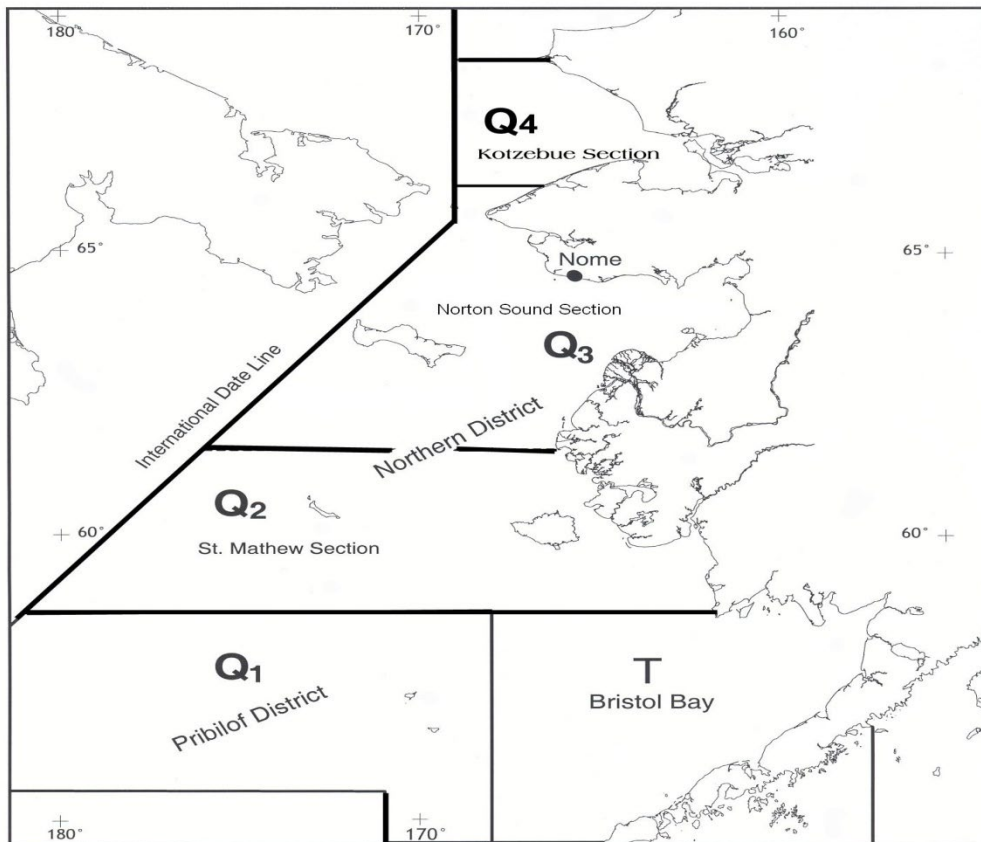 180°
170°
160°
Q4
Kotzebue Section
65°
65°
Nome
Norton Sound Section
Q3
International Date Line
Northern District
Q2
St. Mathew Section
60°
60°
Q1
Pribilof District
T
Bristol Bay
180°
170°